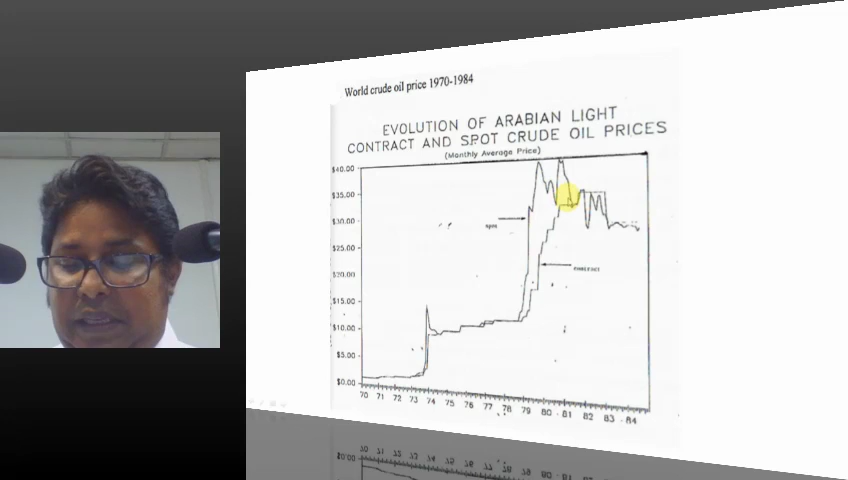 World crude oil price 1970-1984
EVOLUTION OF ARABIAN LIGHT
CONTRACT AND SPOT CRUDE OIL PRICES
(Monthly Average Price)
$40.00
$35.00
$30.00
$25.00
$20.00
$15.00
$10.00
$5.00
$0.00
70 71 72 73 74 75 76 77 78 79 80 81 82 83 84